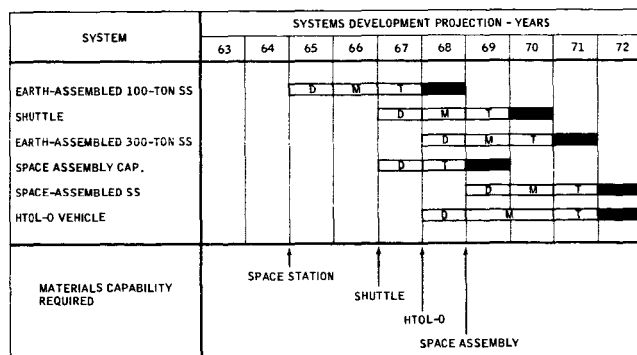 SYSTEM
SYSTEMS DEVELOPMENT PROJECTION - YEARS
63 64 65 66 67 68 69 70 71 72
EARTH-ASSEMBLED 100-TON SS D M T
SHUTTLE D M T
EARTH-ASSEMBLED 300-TON SS D M T
SPACE ASSEMBLY CAP. D T
SPACE-ASSEMBLED SS D M T
HTOL-O VEHICLE D M T
MATERIALS CAPABILITY
REQUIRED
SPACE STATION
SHUTTLE
HTOL-O
SPACE ASSEMBLY